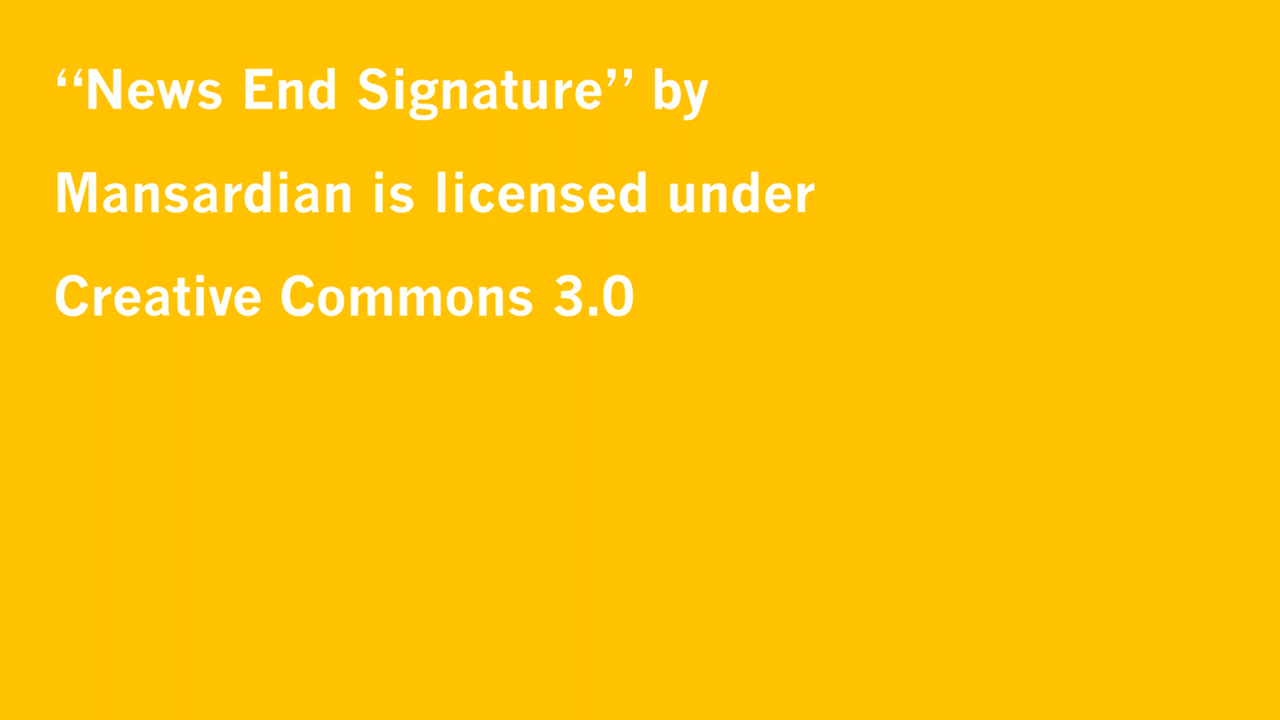 “News End Signature” by
Mansardian is licensed under
Creative Commons 3.0